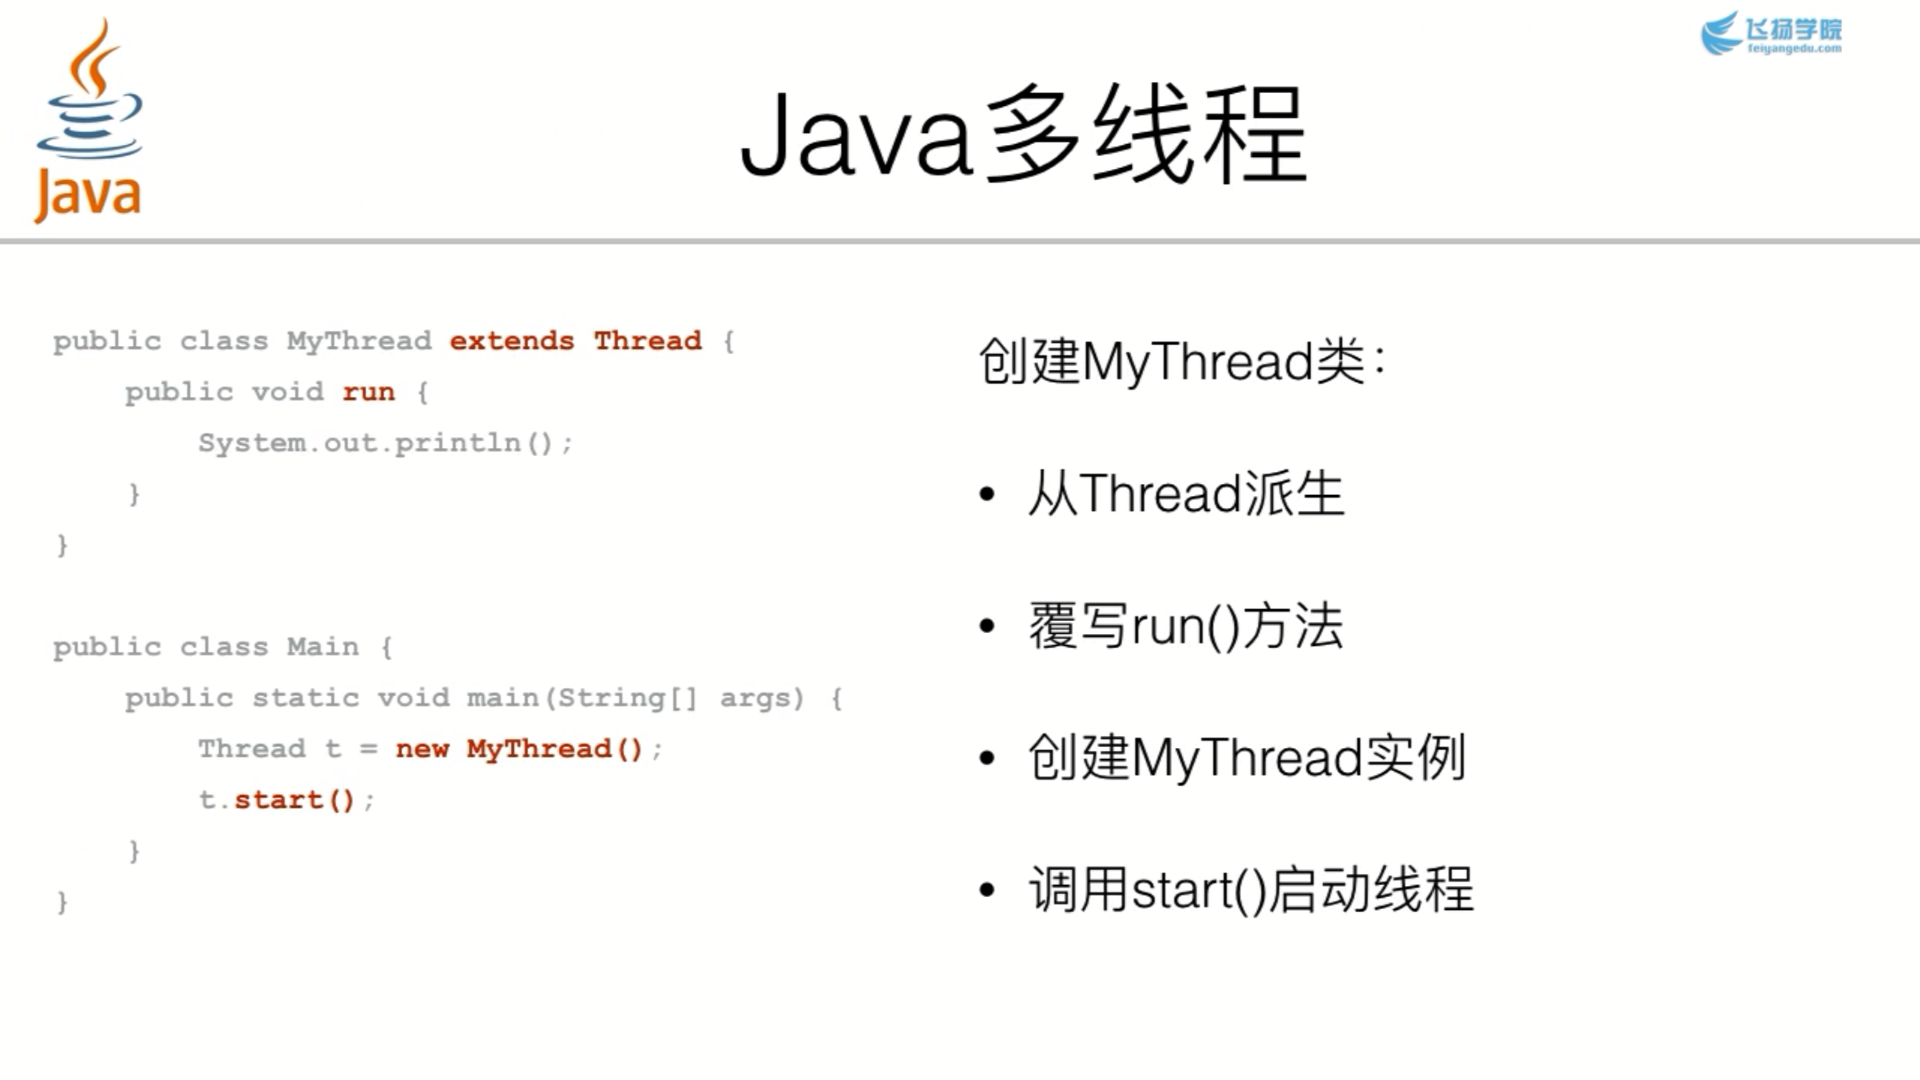 Java
飞扬学院
feiyangedu.com
Java多线程
public class MyThread extends Thread {
public void run {
System.out.println();
}
}
public class Main {
public static void main(String[] args) {
Thread t = new MyThread();
t.start();
}
}
创建MyThread类：
• 从Thread派生
• 覆写run()方法
• 创建MyThread实例
• 调用start()启动线程